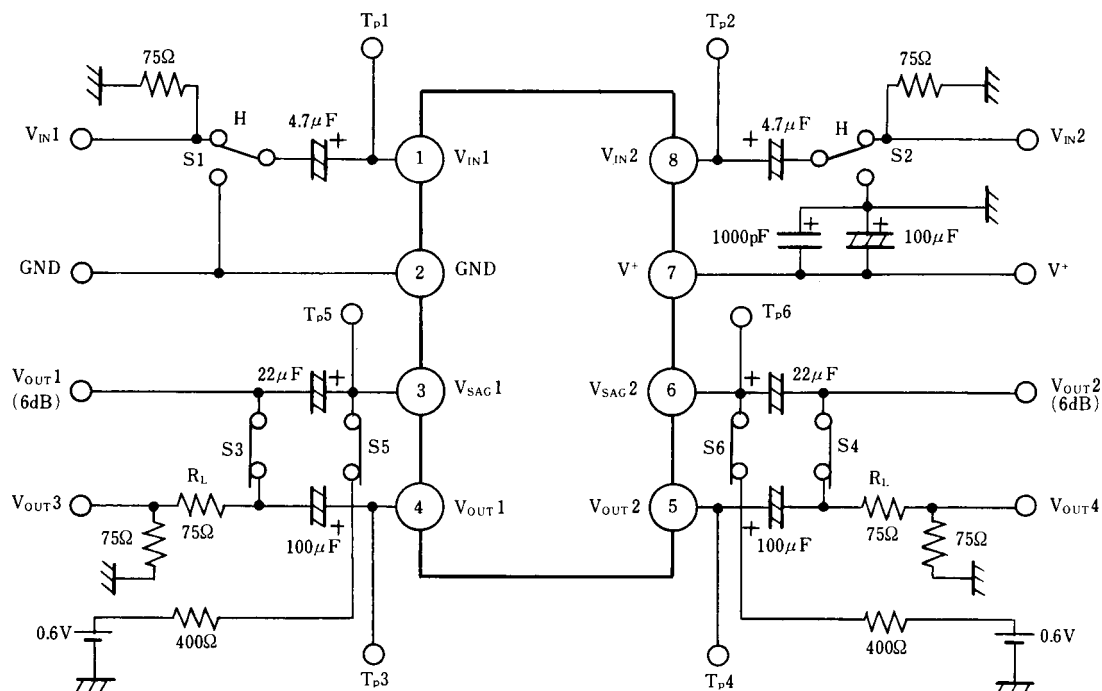 Tp1
Tp2
75Ω
75Ω
VIN1
H
S1
4.7μF
+
1
VIN1
VIN2
8
+
4.7μF
H
S2
VIN2
1000pF
+
+
100μF
GND
2
GND
V+
7
V+
Tp5
Tp6
VOUT1
(6dB)
22μF
+
3
VSAG1
VSAG2
6
+
22μF
VOUT2
(6dB)
S3
S5
S6
S4
VOUT3
RL
75Ω
75Ω
100μF
+
4
VOUT1
VOUT2
5
+
100μF
RL
75Ω
75Ω
VOUT4
0.6V
400Ω
400Ω
0.6V
Tp3
Tp4